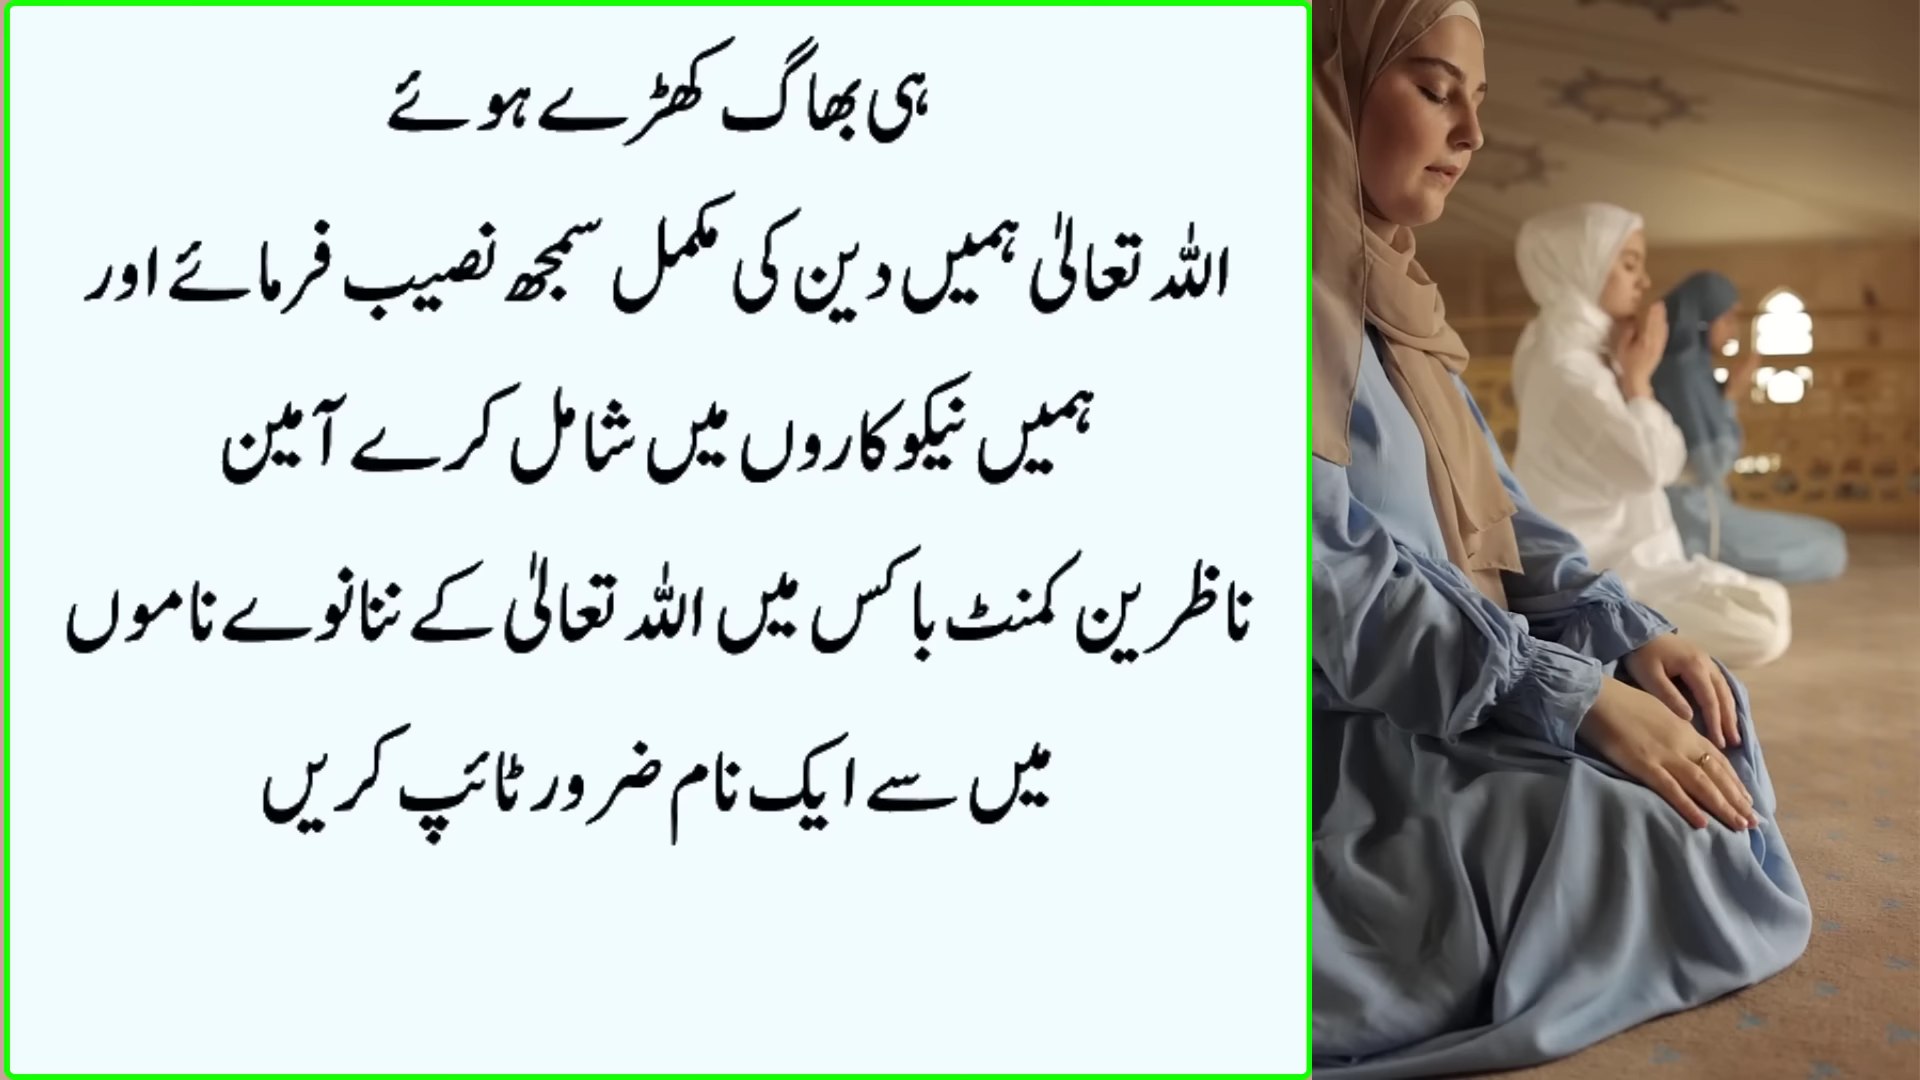 ہی بھاگ کھڑے ہوئے
اللہ تعالیٰ ہمیں دین کی مکمل سمجھ نصیب فرمائے اور
ہمیں نیکوکاروں میں شامل کرے آمین
ناظرین کمنٹ باکس میں اللہ تعالیٰ کے ننانوے ناموں
میں سے ایک نام ضرور ٹائپ کریں